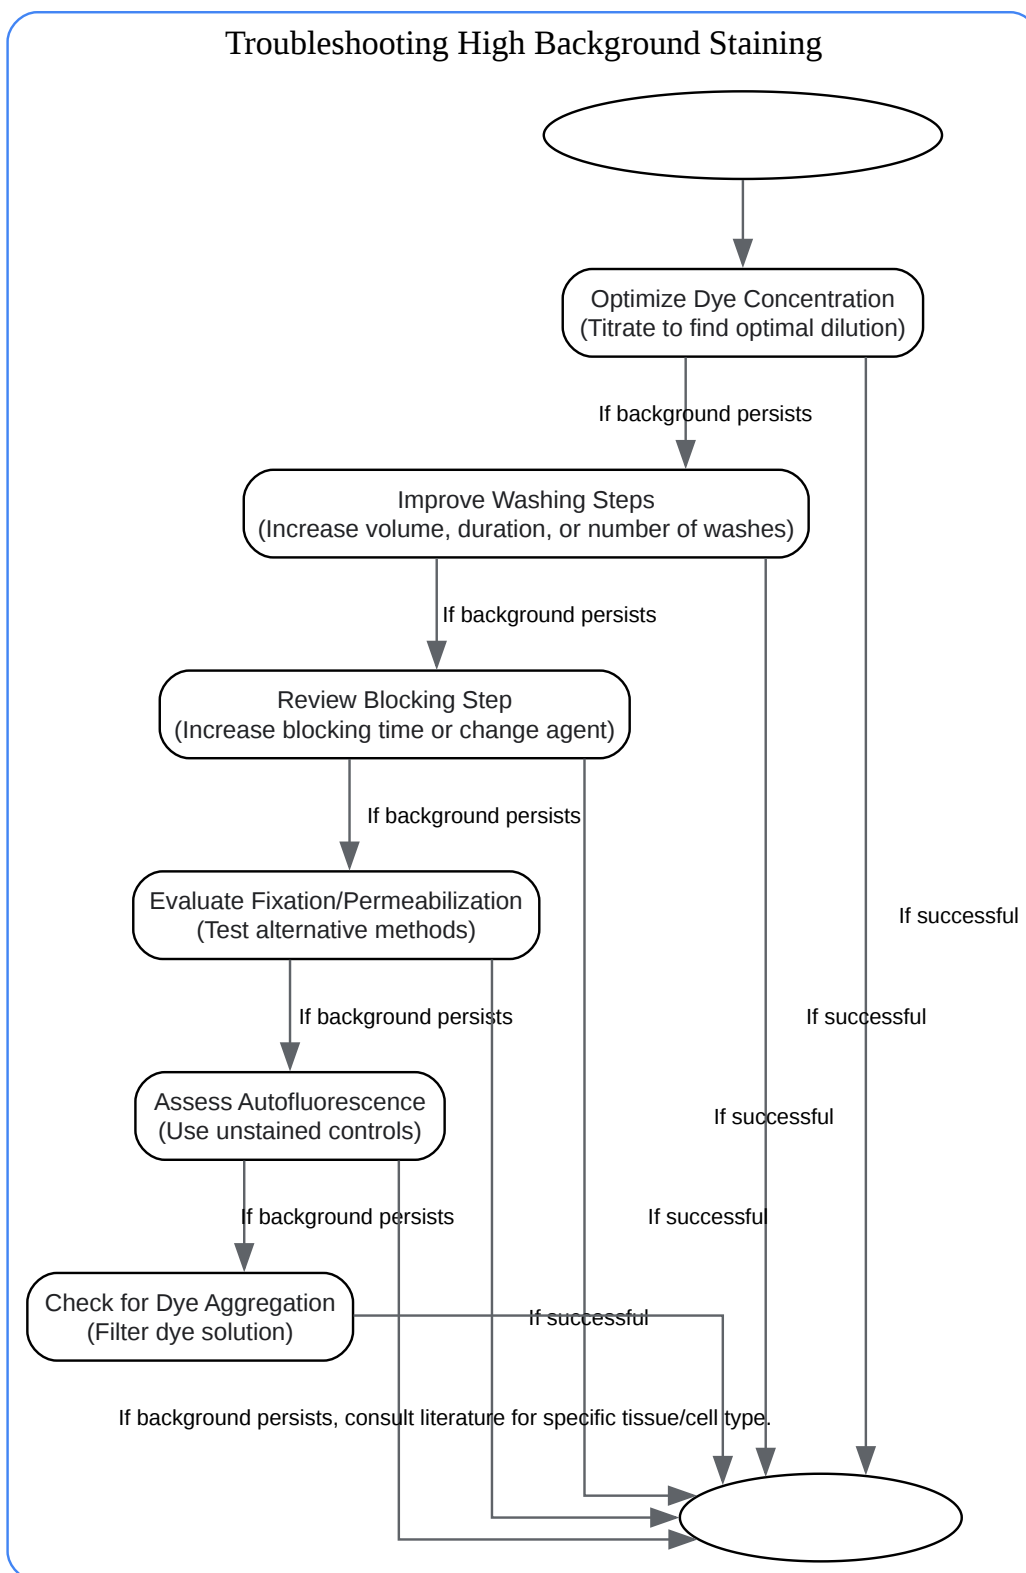 Troubleshooting High Background Staining
Optimize Dye Concentration
(Titrate to find optimal dilution)
If background persists
Improve Washing Steps
(Increase volume, duration, or number of washes)
If background persists
Review Blocking Step
(Increase blocking time or change agent)
If background persists
Evaluate Fixation/Permeabilization
(Test alternative methods)
If successful
If background persists
If successful
Assess Autofluorescence
(Use unstained controls)
If successful
If background persists
If successful
Check for Dye Aggregation
(Filter dye solution)
If successful
If background persists, consult literature for specific tissue/cell type.